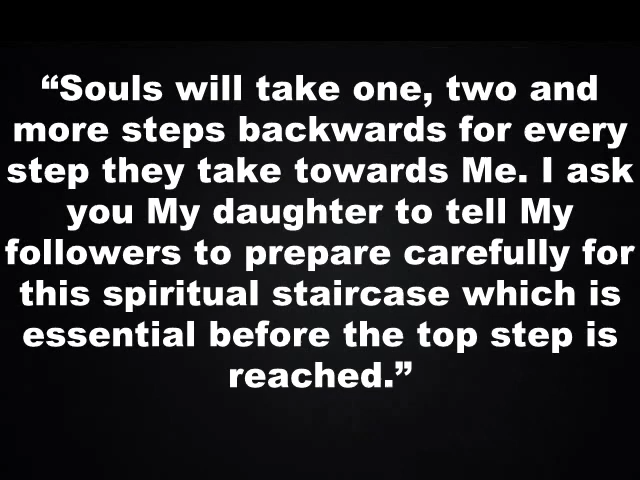 “Souls will take one, two and
more steps backwards for every
step they take towards Me. I ask
you My daughter to tell My
followers to prepare carefully for
this spiritual staircase which is
essential before the top step is
reached.”